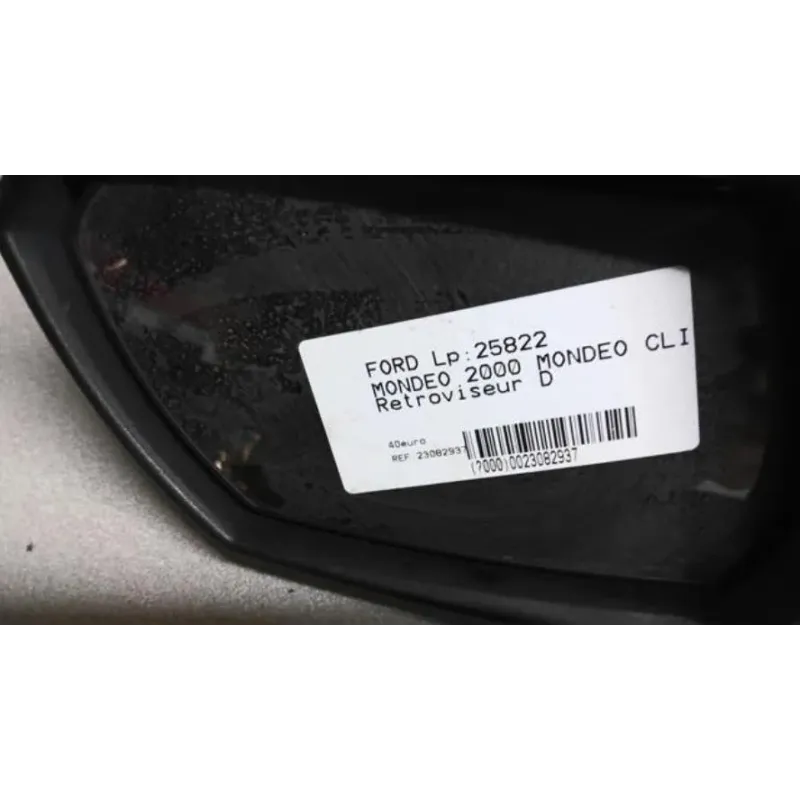 FORD Lp:25822
MONDEO 2000 MONDEO CLI
Retroviseur D
40euro
REF 23082937
(7000)0023082937